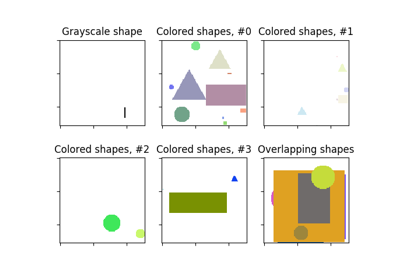 Grayscale shape
Colored shapes, #0
Colored shapes, #1
Colored shapes, #2
Colored shapes, #3
Overlapping shapes